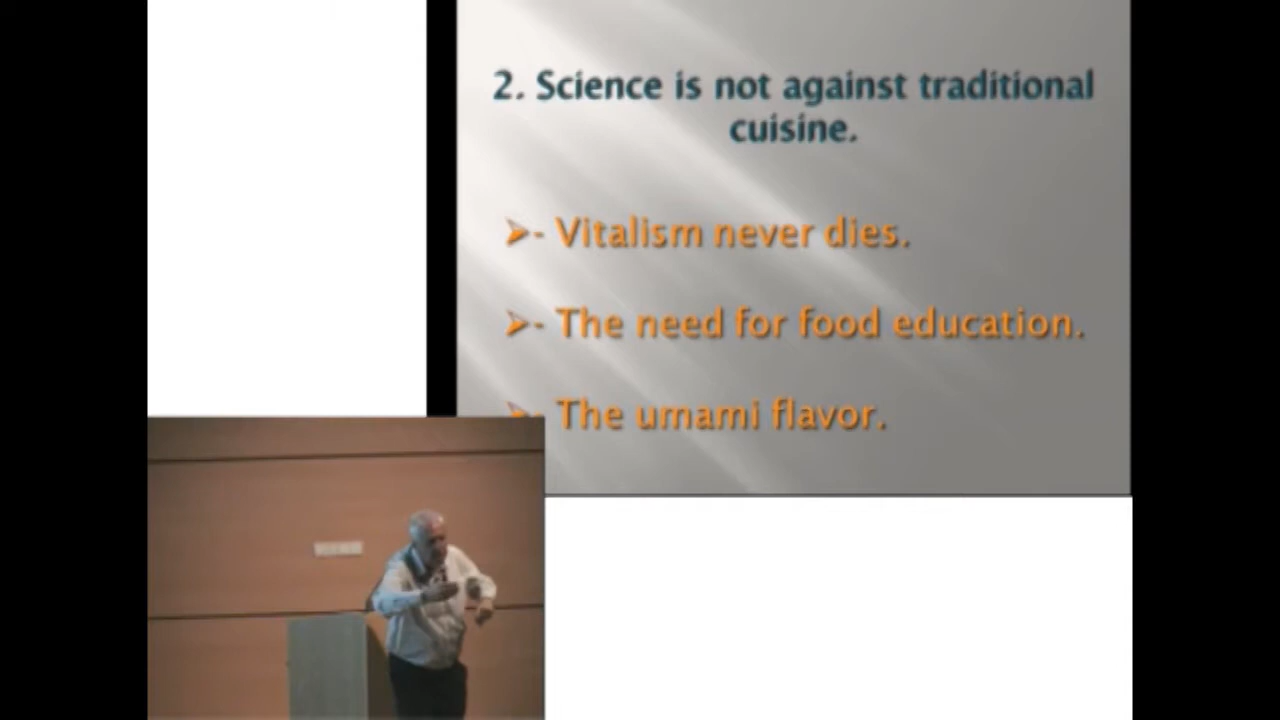 2. Science is not against traditional
cuisine.
➢- Vitalism never dies.
➢- The need for food education.
➢- The umami flavor.